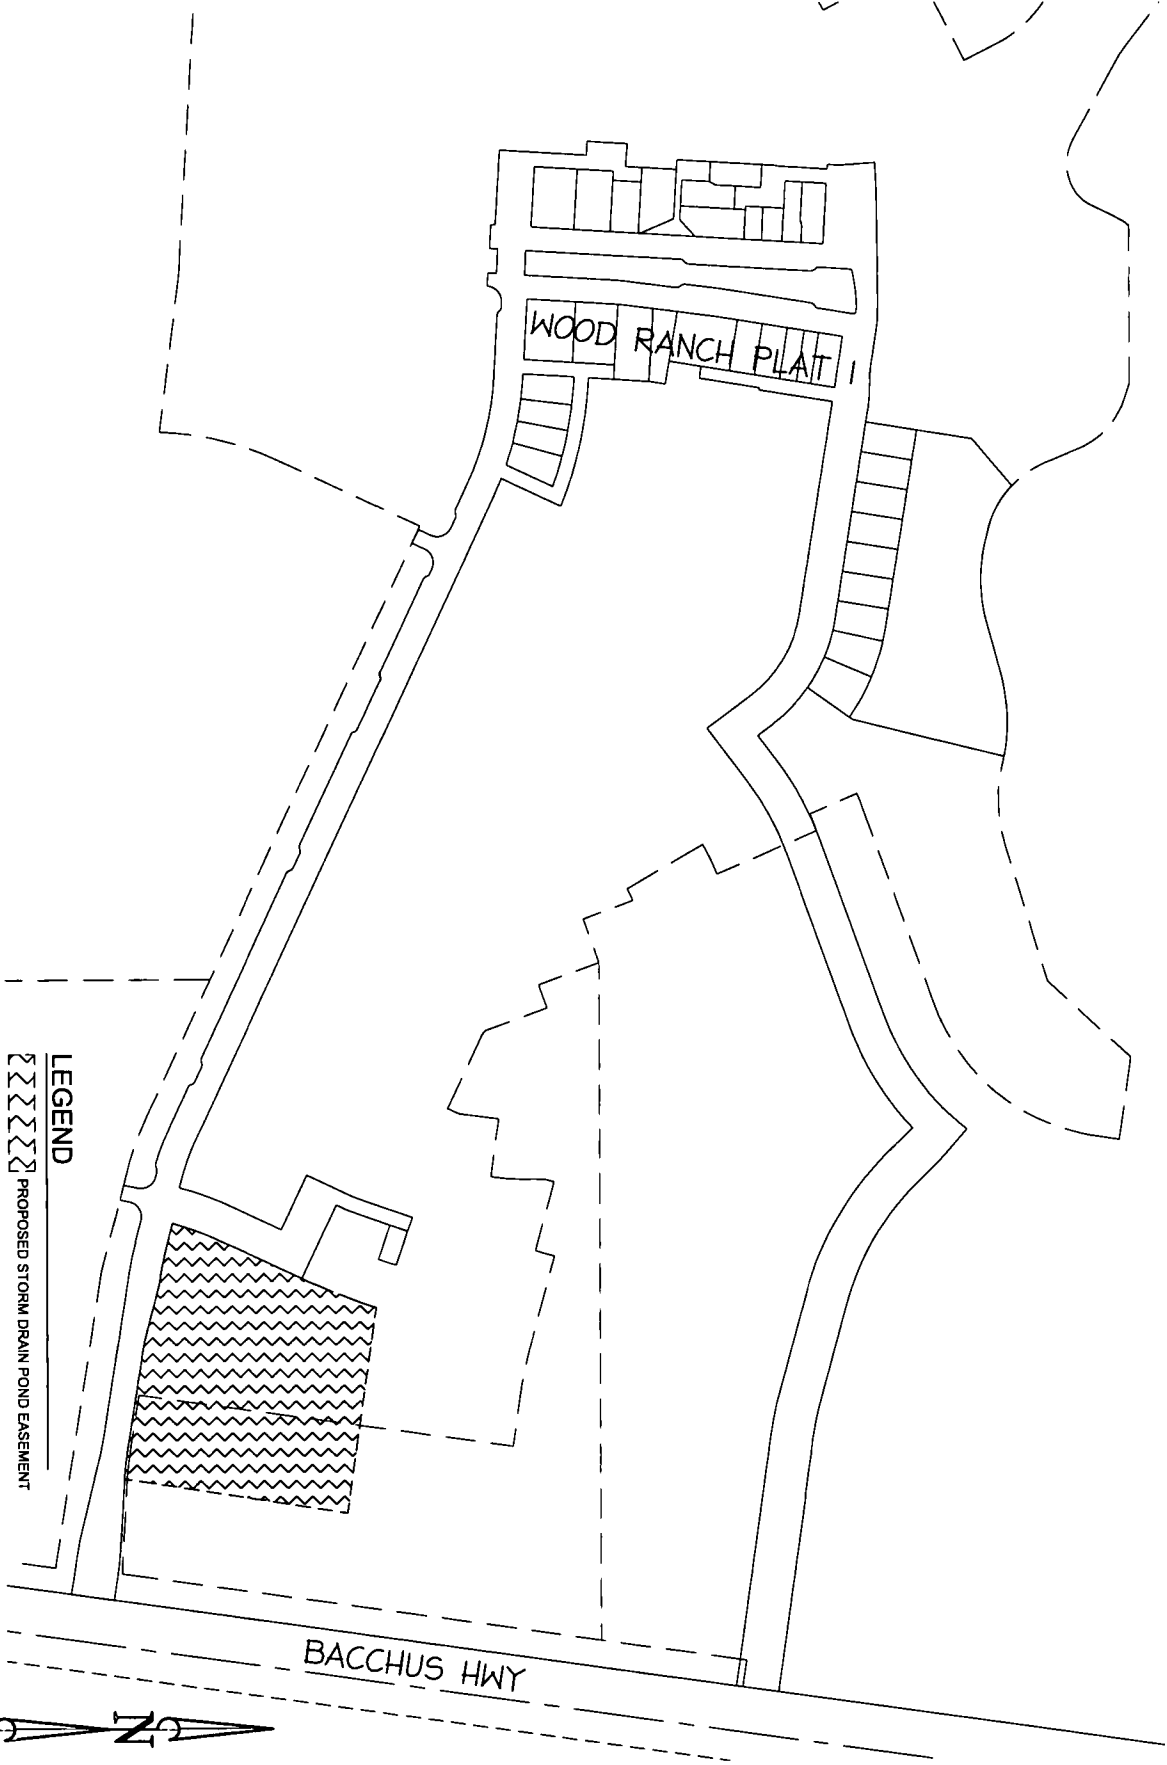 WOOD RANCH PLAT 1
LEGEND
PROPOSED STORM DRAIN POND EASEMENT
BACCHUS HWY
N